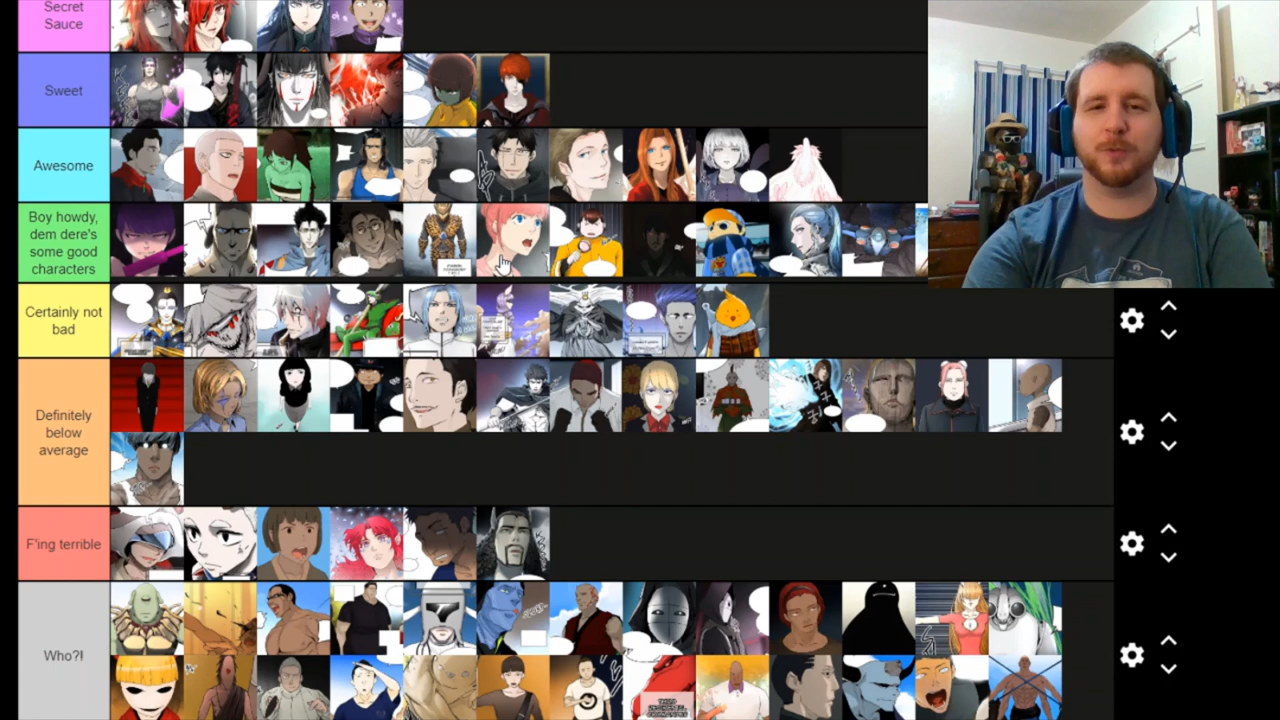 Secret
Sauce
Sweet
Awesome
Boy howdy,
dem dere's
some good
characters
Certainly not
bad
Definitely
below
average
F'ing terrible
Who?!